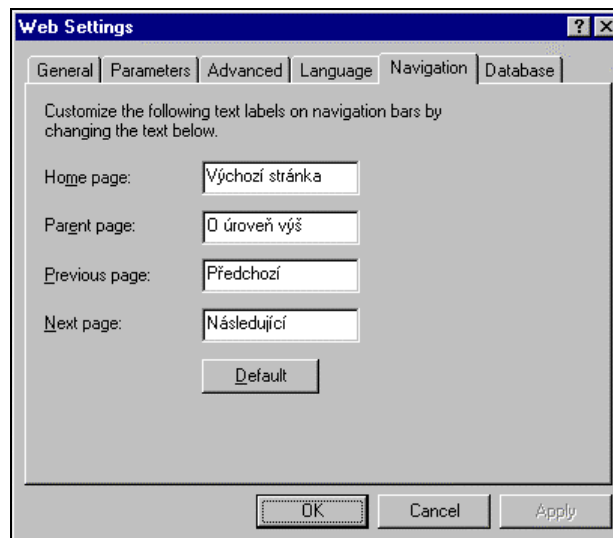 Web Settings
General Parameters Advanced Language Navigation Database
Customize the following text labels on navigation bars by
changing the text below.
Home page: Výchozí stránka
Parent page: O úroveň výš
Previous page: Předchozí
Next page: Následující
Default
OK Cancel Apply